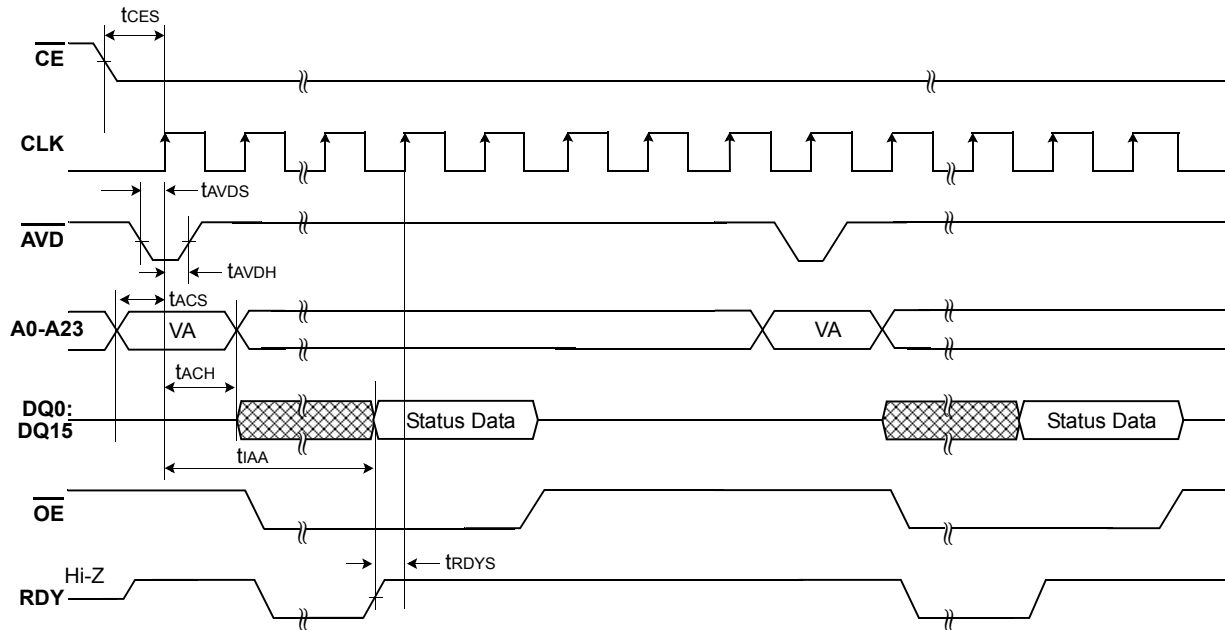 tCES
CE
CLK
tAVDS
AVD
tAVDH
tACS
A0-A23
VA
VA
tACH
DQ0:
DQ15
Status Data
Status Data
tIAA
OE
tRDYS
Hi-Z
RDY